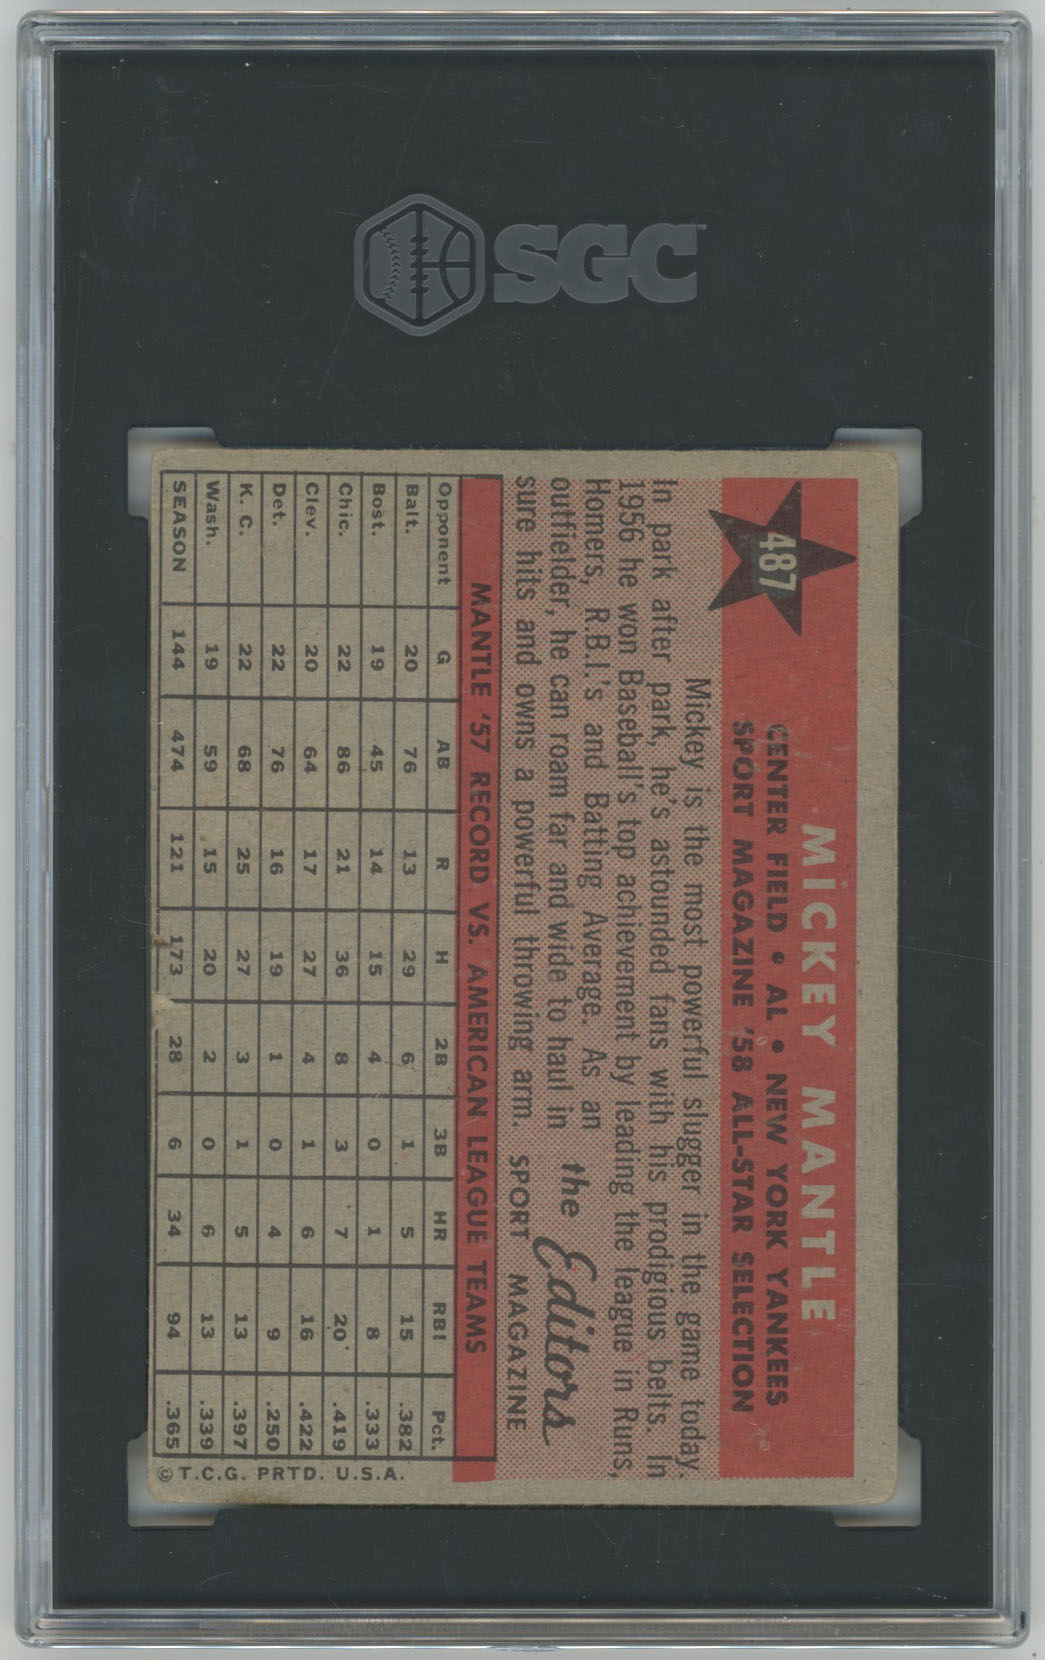 SGC
487
MICKEY MANTLE
CENTER FIELD • AL • NEW YORK YANKEES
SPORT MAGAZINE '58 ALL-STAR SELECTION
Mickey is the most powerful slugger in the game today.
In park after park, he's astounded fans with his prodigious belts. In
1956 he won Baseball's top achievement by leading the league in Runs,
Homers, R.B.I.'s and Batting Average. As an
outfielder, he can roam far and wide to haul in
sure hits and owns a powerful throwing arm.
the Editors
SPORT MAGAZINE
MANTLE '57 RECORD VS. AMERICAN LEAGUE TEAMS
Opponent G AB R H 2B 3B HR RBI Pct.
Balt. 20 76 13 29 6 1 5 15 .382
Bost. 19 45 14 15 4 0 1 8 .333
Chic. 22 86 21 36 8 3 7 20 .419
Clev. 20 64 17 27 4 1 6 16 .422
Det. 22 76 16 19 1 0 4 9 .250
K. C. 22 68 25 27 3 1 5 13 .397
Wash. 19 59 15 20 2 0 6 13 .339
SEASON 144 474 121 173 28 6 34 94 .365
© T.C.G. PRTD. U.S.A.